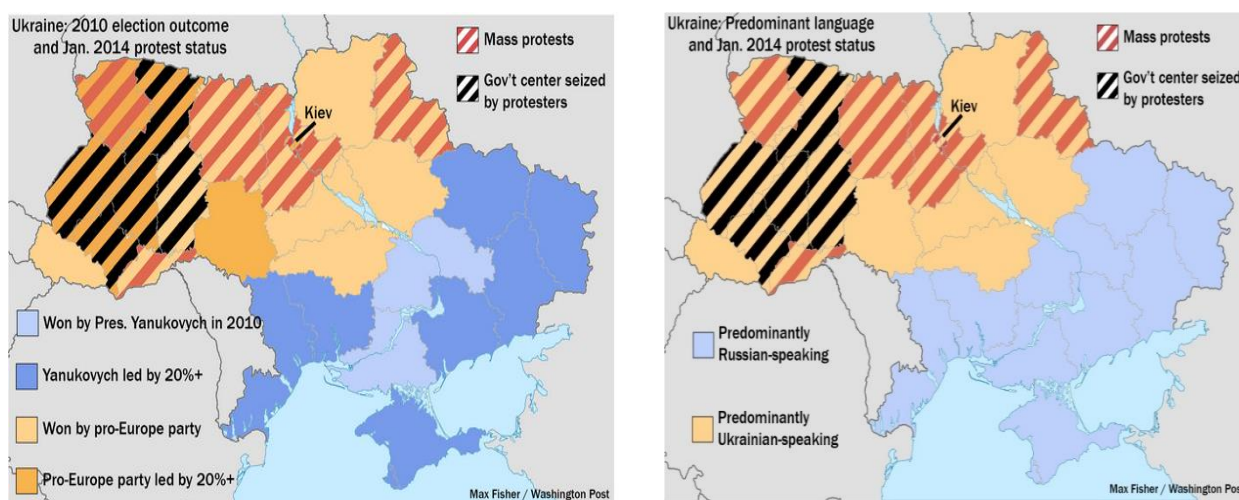 Ukraine: 2010 election outcome
and Jan. 2014 protest status
Mass protests
Gov't center seized
by protesters
Kiev
Won by Pres. Yanukovych in 2010
Yanukovych led by 20%+
Won by pro-Europe party
Pro-Europe party led by 20%+
Max Fisher / Washington Post
Ukraine: Predominant language
and Jan. 2014 protest status
Mass protests
Gov't center seized
by protesters
Kiev
Predominantly
Russian-speaking
Predominantly
Ukrainian-speaking
Max Fisher / Washington Post